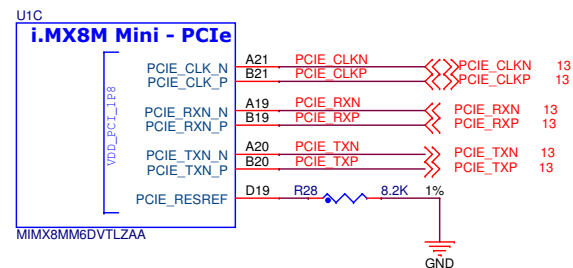 U1C
i.MX8M Mini - PCIe
VDD_PCI_1P8
PCIE_CLK_N A21 PCIE_CLKN PCIE_CLKN 13
PCIE_CLK_P B21 PCIE_CLKP PCIE_CLKP 13
PCIE_RXN_N A19 PCIE_RXN PCIE_RXN 13
PCIE_RXN_P B19 PCIE_RXP PCIE_RXP 13
PCIE_TXN_N A20 PCIE_TXN PCIE_TXN 13
PCIE_TXN_P B20 PCIE_TXP PCIE_TXP 13
PCIE_RESREF D19 R28 8.2K 1%
MIMX8MM6DVTLZAA
GND